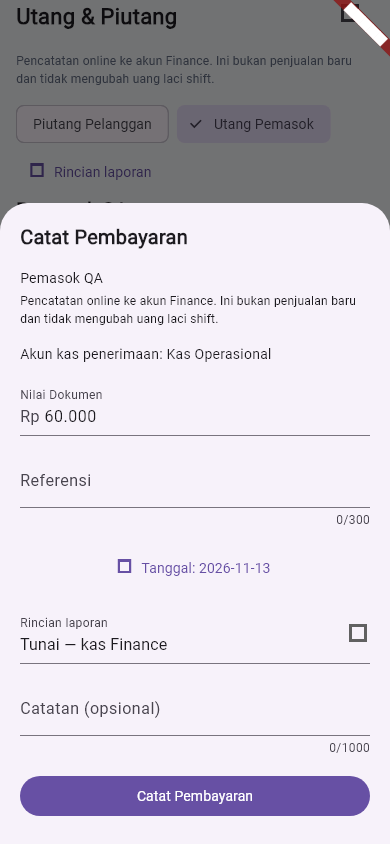 Utang & Piutang
Pencatatan online ke akun Finance. Ini bukan penjualan baru
dan tidak mengubah uang laci shift.
Piutang Pelanggan
Utang Pemasok
Rincian laporan
Catat Pembayaran
Pemasok QA
Pencatatan online ke akun Finance. Ini bukan penjualan baru
dan tidak mengubah uang laci shift.
Akun kas penerimaan: Kas Operasional
Nilai Dokumen
Rp 60.000
Referensi
0/300
Tanggal: 2026-11-13
Rincian laporan
Tunai — kas Finance
Catatan (opsional)
0/1000
Catat Pembayaran